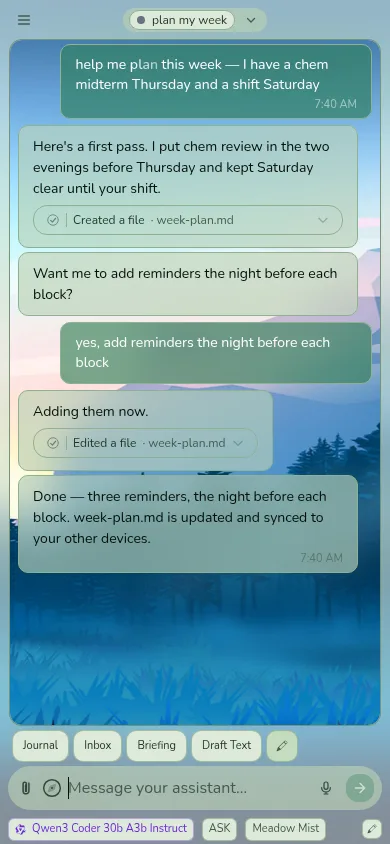 plan my week
help me plan this week — I have a chem
midterm Thursday and a shift Saturday
7:40 AM
Here's a first pass. I put chem review in the two
evenings before Thursday and kept Saturday
clear until your shift.
Created a file · week-plan.md
Want me to add reminders the night before each
block?
yes, add reminders the night before each
block
Adding them now.
Edited a file · week-plan.md
Done — three reminders, the night before each
block. week-plan.md is updated and synced to
your other devices.
7:40 AM
Journal Inbox Briefing Draft Text
Message your assistant...
Qwen3 Coder 30b A3b Instruct ASK Meadow Mist